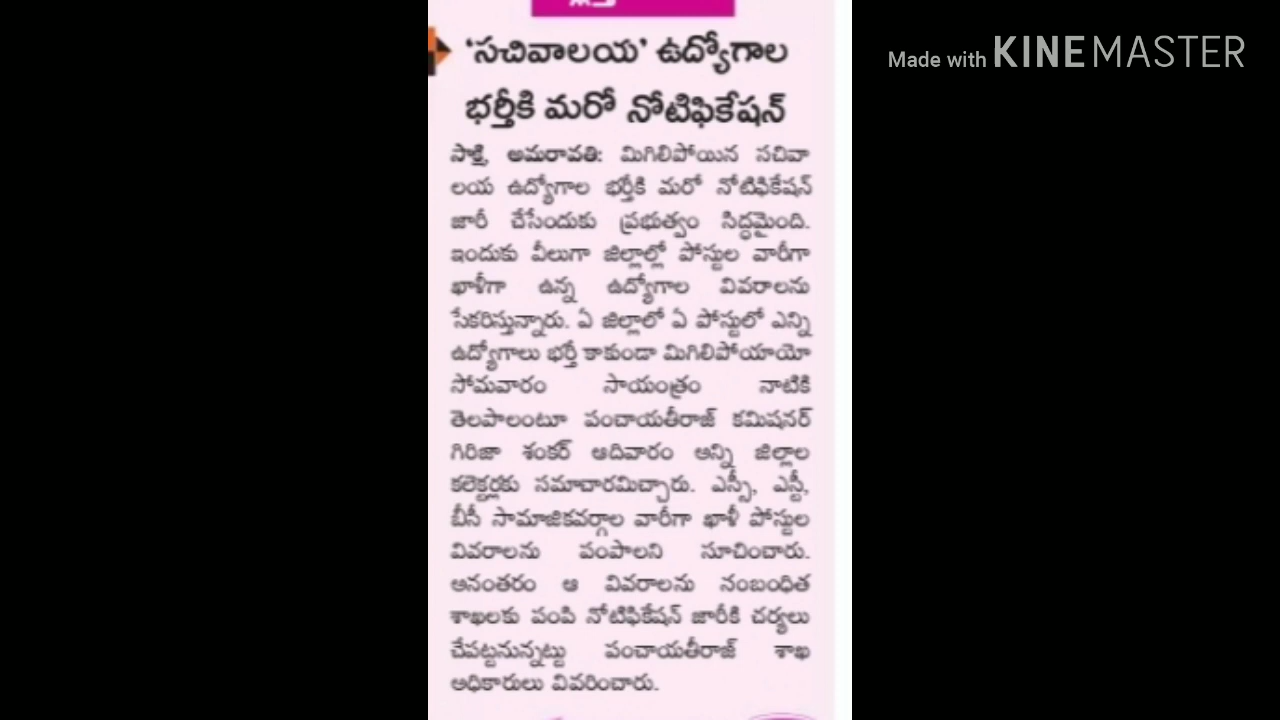 ‘సచివాలయ’ ఉద్యోగాల
భర్తీకి మరో నోటిఫికేషన్
సాక్షి, అమరావతి: మిగిలిపోయిన సచివా
లయ ఉద్యోగాల భర్తీకి మరో నోటిఫికేషన్
జారీ చేసేందుకు ప్రభుత్వం సిద్ధమైంది.
ఇందుకు వీలుగా జిల్లాల్లో పోస్టుల వారీగా
ఖాళీగా ఉన్న ఉద్యోగాల వివరాలను
సేకరిస్తున్నారు. ఏ జిల్లాలో ఏ పోస్టులో ఎన్ని
ఉద్యోగాలు భర్తీ కాకుండా మిగిలిపోయాయో
సోమవారం సాయంత్రం నాటికి
తెలపాలంటూ పంచాయతీరాజ్ కమిషనర్
గిరిజా శంకర్ ఆదివారం అన్ని జిల్లాల
కలెక్టర్లకు సమాచారమిచ్చారు. ఎస్సీ, ఎస్టీ,
బీసీ సామాజికవర్గాల వారీగా ఖాళీ పోస్టుల
వివరాలను పంపాలని సూచించారు.
అనంతరం ఆ వివరాలను సంబంధిత
శాఖలకు పంపి నోటిఫికేషన్ జారీకి చర్యలు
చేపట్టనున్నట్టు పంచాయతీరాజ్ శాఖ
అధికారులు వివరించారు.
Made with KINEMASTER